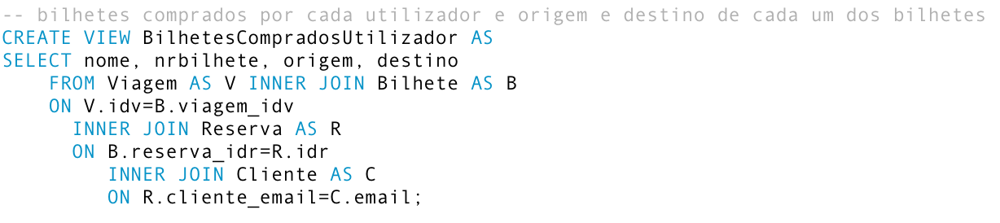 -- bilhetes comprados por cada utilizador e origem e destino de cada um dos bilhetes
CREATE VIEW BilhetesCompradosUtilizador AS
SELECT nome, nrbilhete, origem, destino
    FROM Viagem AS V INNER JOIN Bilhete AS B
    ON V.idv=B.viagem_idv
      INNER JOIN Reserva AS R
      ON B.reserva_idr=R.idr
         INNER JOIN Cliente AS C
         ON R.cliente_email=C.email;